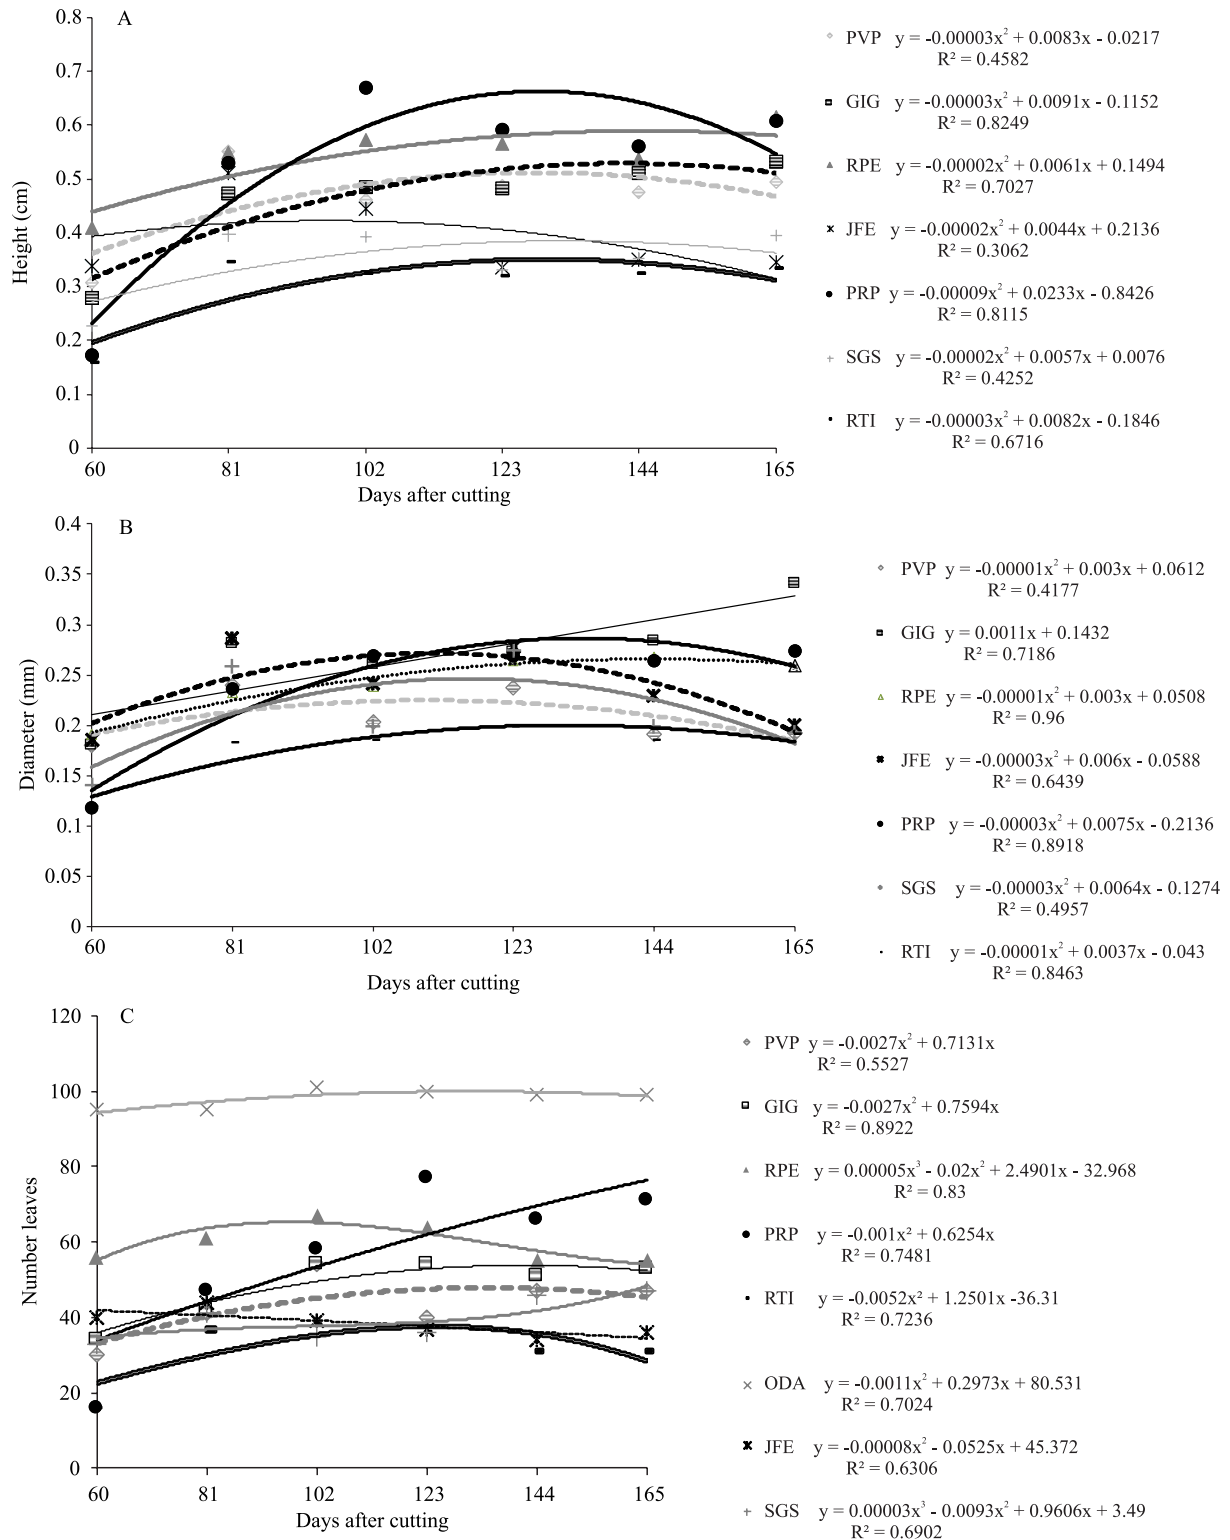 A
0.8
0.7
0.6
0.5
0.4
0.3
0.2
0.1
0
Height (cm)
60 81 102 123 144 165
Days after cutting
PVP y = -0.00003x² + 0.0083x - 0.0217
R² = 0.4582
GIG y = -0.00003x² + 0.0091x - 0.1152
R² = 0.8249
RPE y = -0.00002x² + 0.0061x + 0.1494
R² = 0.7027
JFE y = -0.00002x² + 0.0044x + 0.2136
R² = 0.3062
PRP y = -0.00009x² + 0.0233x - 0.8426
R² = 0.8115
SGS y = -0.00002x² + 0.0057x + 0.0076
R² = 0.4252
RTI y = -0.00003x² + 0.0082x - 0.1846
R² = 0.6716
B
0.4
0.35
0.3
0.25
0.2
0.15
0.1
0.05
0
Diameter (mm)
60 81 102 123 144 165
Days after cutting
PVP y = -0.00001x² + 0.003x + 0.0612
R² = 0.4177
GIG y = 0.0011x + 0.1432
R² = 0.7186
RPE y = -0.00001x² + 0.003x + 0.0508
R² = 0.96
JFE y = -0.00003x² + 0.006x - 0.0588
R² = 0.6439
PRP y = -0.00003x² + 0.0075x - 0.2136
R² = 0.8918
SGS y = -0.00003x² + 0.0064x - 0.1274
R² = 0.4957
RTI y = -0.00001x² + 0.0037x - 0.043
R² = 0.8463
C
120
100
80
60
40
20
0
Number leaves
60 81 102 123 144 165
Days after cutting
PVP y = -0.0027x² + 0.7131x
R² = 0.5527
GIG y = -0.0027x² + 0.7594x
R² = 0.8922
RPE y = 0.00005x³ - 0.02x² + 2.4901x - 32.968
R² = 0.83
PRP y = -0.001x² + 0.6254x
R² = 0.7481
RTI y = -0.0052x² + 1.2501x -36.31
R² = 0.7236
ODA y = -0.0011x² + 0.2973x + 80.531
R² = 0.7024
JFE y = -0.00008x² - 0.0525x + 45.372
R² = 0.6306
SGS y = 0.00003x³ - 0.0093x² + 0.9606x + 3.49
R² = 0.6902